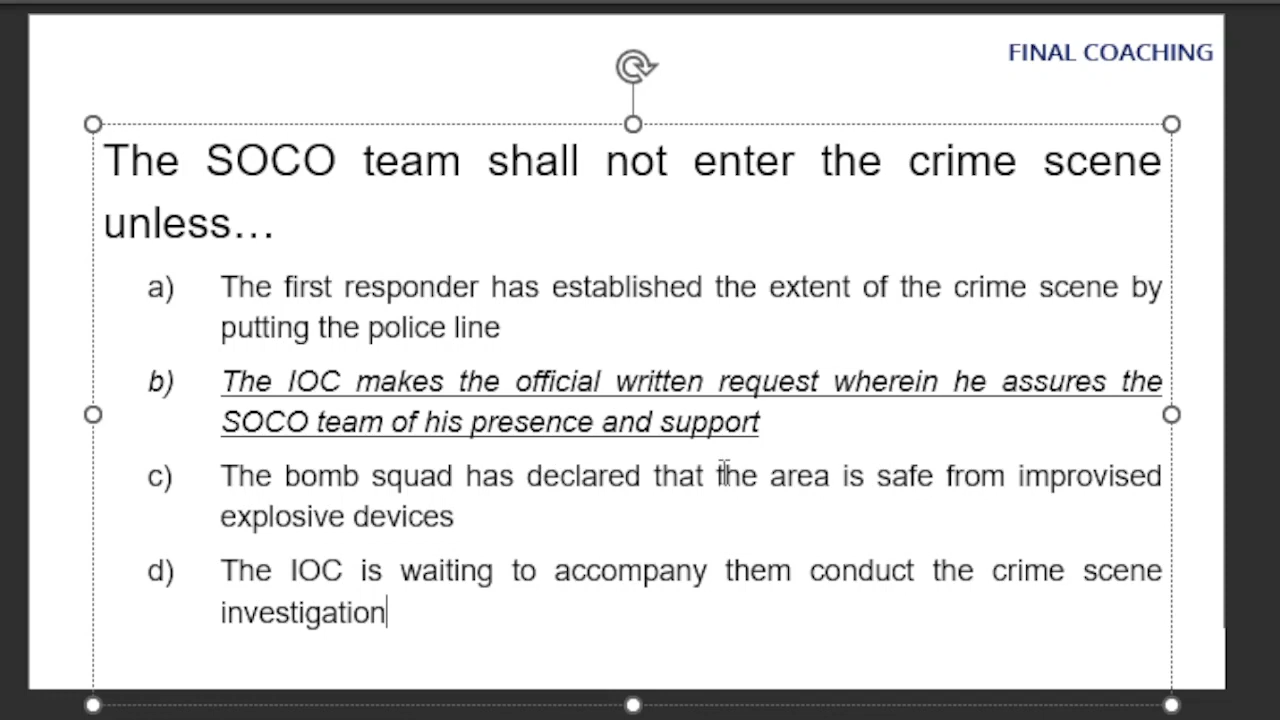 FINAL COACHING
The SOCO team shall not enter the crime scene
unless…
a) The first responder has established the extent of the crime scene by
putting the police line
b) The IOC makes the official written request wherein he assures the
SOCO team of his presence and support
c) The bomb squad has declared that the area is safe from improvised
explosive devices
d) The IOC is waiting to accompany them conduct the crime scene
investigation